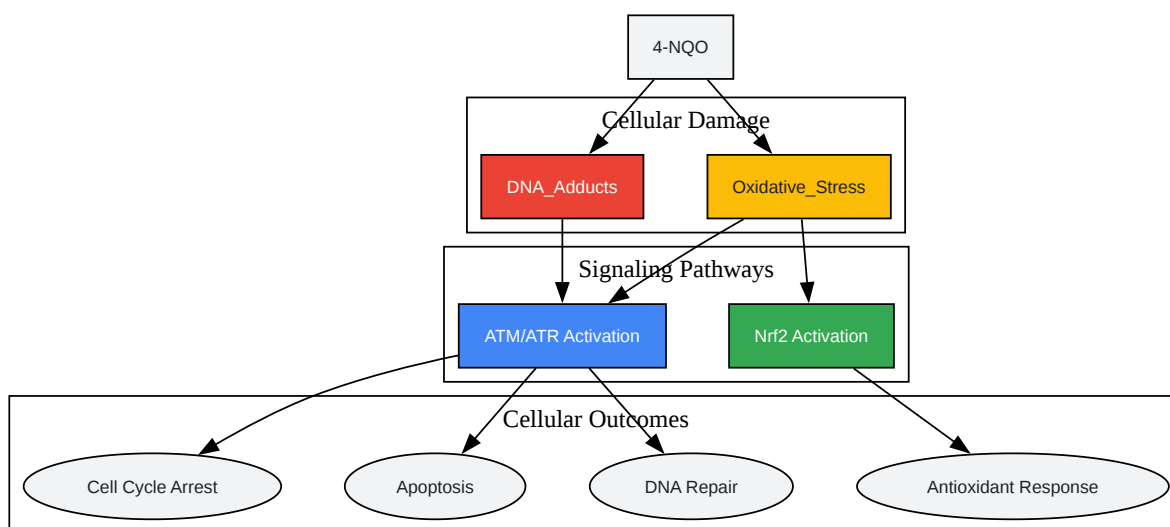 4-NQO
Cellular Damage
DNA_Adducts
Oxidative_Stress
Signaling Pathways
ATM/ATR Activation
Nrf2 Activation
Cellular Outcomes
Cell Cycle Arrest
Apoptosis
DNA Repair
Antioxidant Response